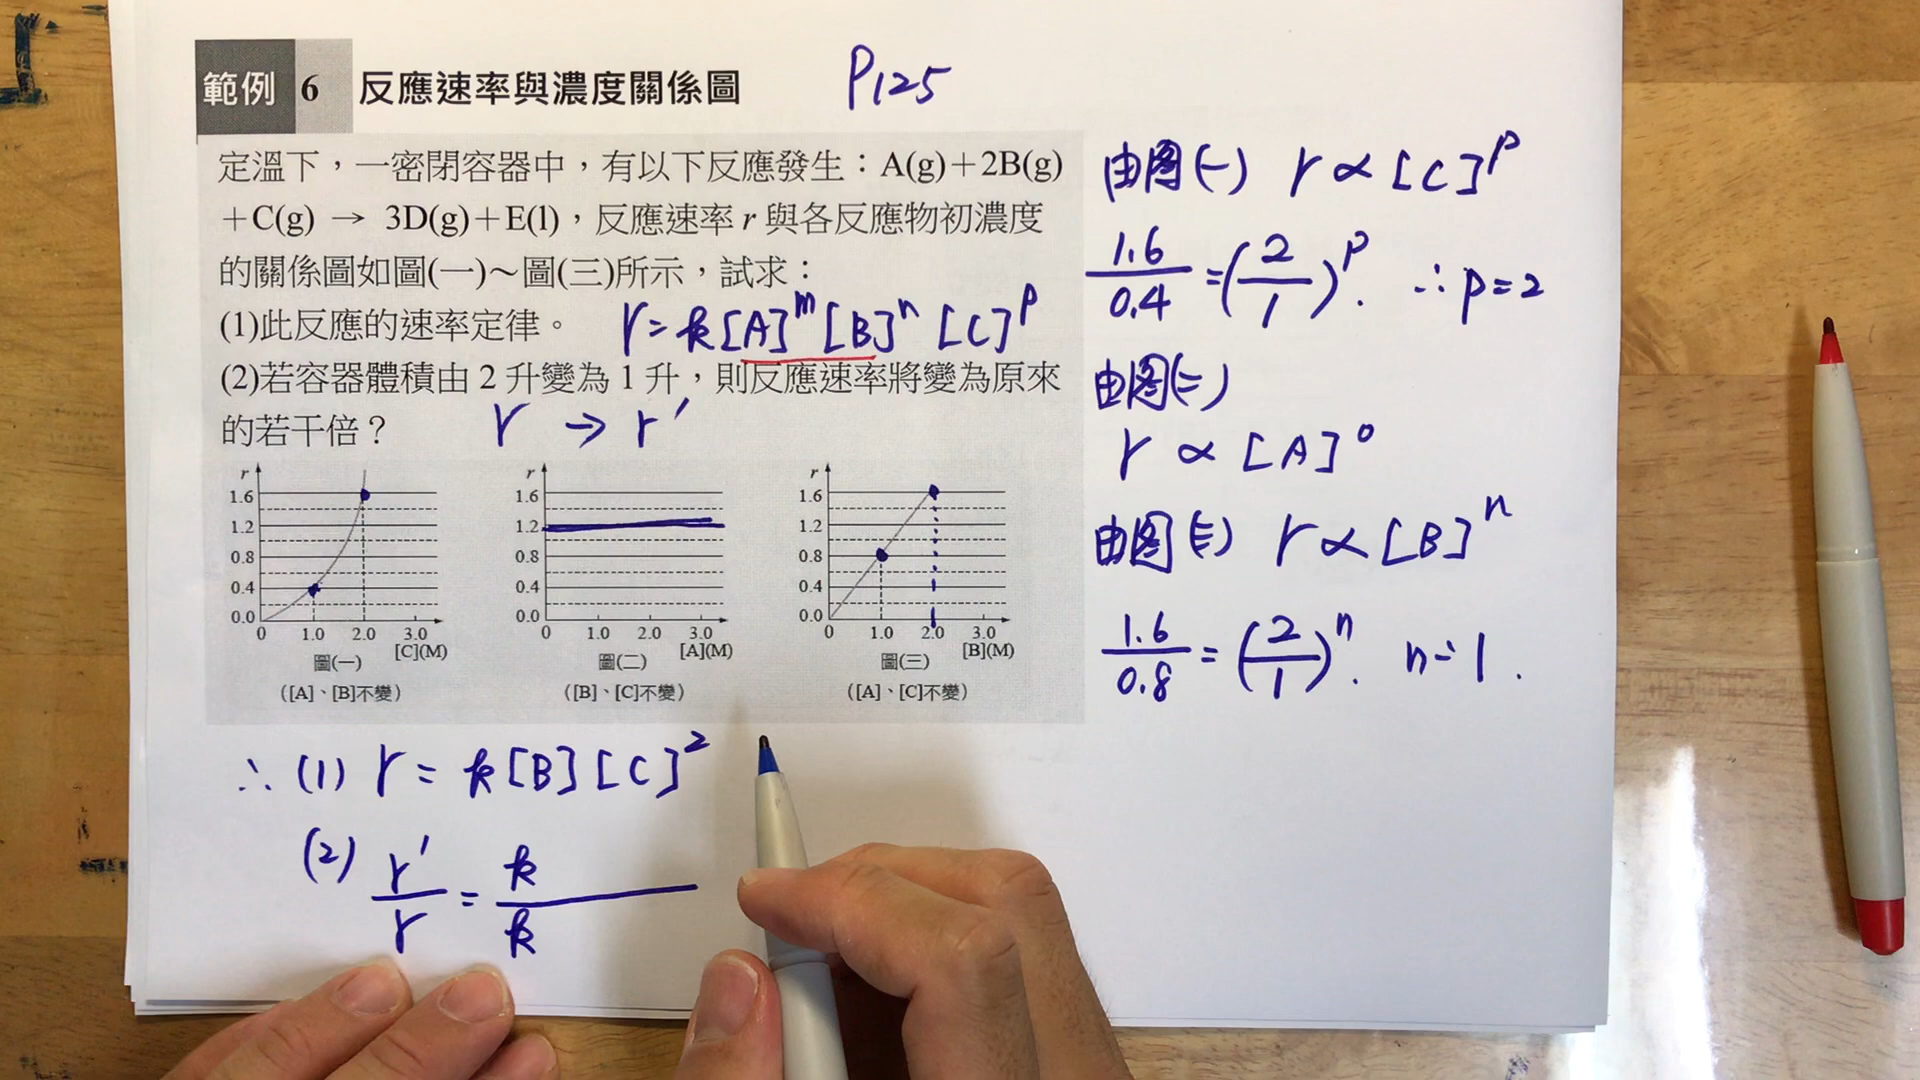 範例 6 反應速率與濃度關係圖 P125
定溫下，一密閉容器中，有以下反應發生：A(g)＋2B(g)
＋C(g) → 3D(g)＋E(l)，反應速率 r 與各反應物初濃度
的關係圖如圖(一)～圖(三)所示，試求：
(1)此反應的速率定律。 r = k[A]^m [B]^n [C]^p
(2)若容器體積由 2 升變為 1 升，則反應速率將變為原來
的若干倍？ r → r'
r
1.6
1.2
0.8
0.4
0.0
0 1.0 2.0 3.0
[C](M)
圖(一)
（[A]、[B]不變）
r
1.6
1.2
0.8
0.4
0.0
0 1.0 2.0 3.0
[A](M)
圖(二)
（[B]、[C]不變）
r
1.6
1.2
0.8
0.4
0.0
0 1.0 2.0 3.0
[B](M)
圖(三)
（[A]、[C]不變）
由图(一) r ∝ [C]^p
1.6/0.4 = (2/1)^p. ∴ p = 2
由图(二)
r ∝ [A]^0
由图(三) r ∝ [B]^n
1.6/0.8 = (2/1)^n. n = 1.
∴ (1) r = k[B][C]^2
(2) r'/r = k/k